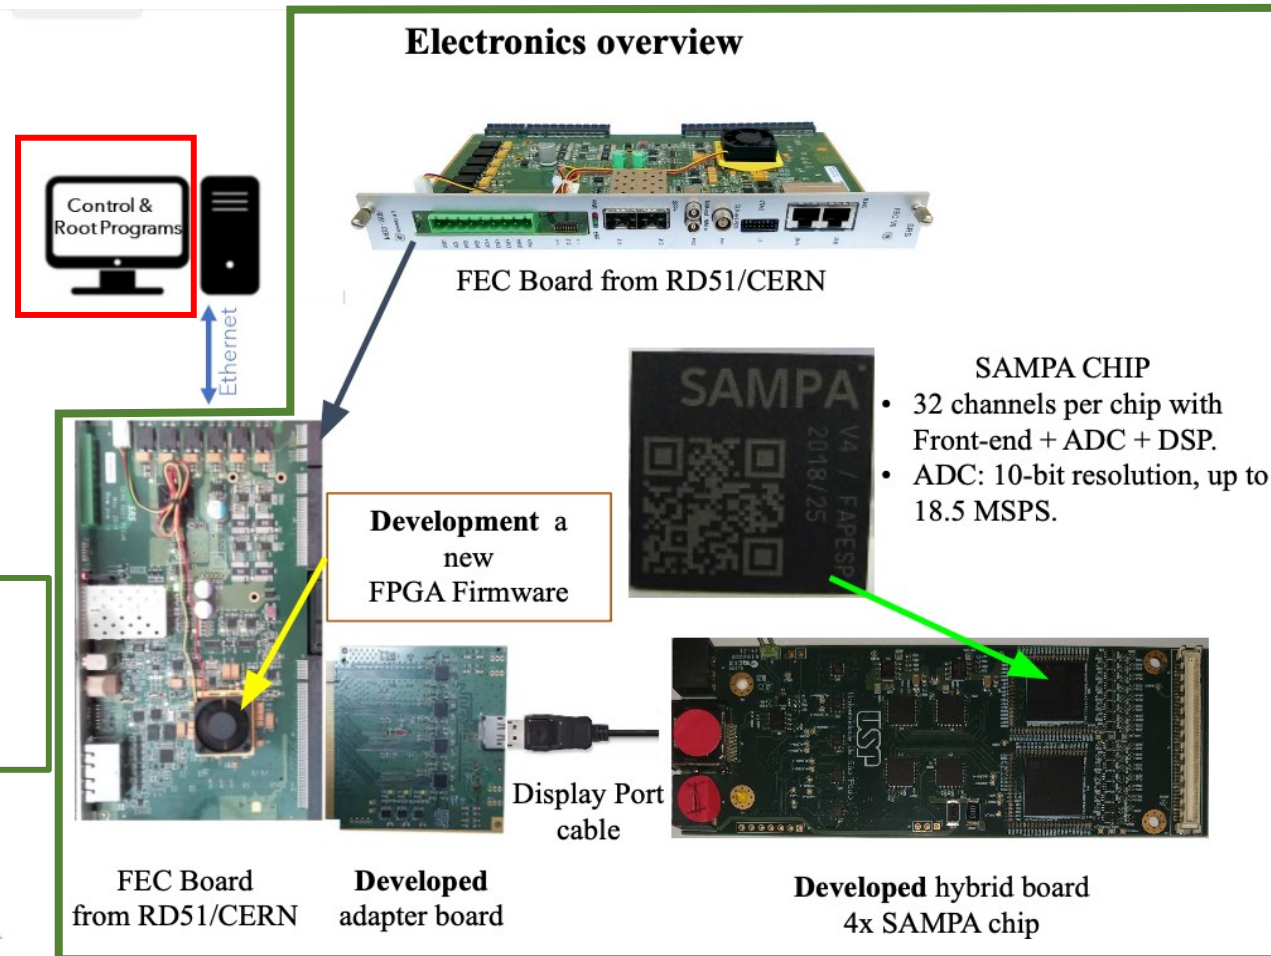 Electronics overview
Control &
Root Programs
FEC Board from RD51/CERN
Ethernet
SAMPA
V4 / FAPESP
2018/25
SAMPA CHIP
• 32 channels per chip with
Front-end + ADC + DSP.
• ADC: 10-bit resolution, up to
18.5 MSPS.
Development a
new
FPGA Firmware
USP
Display Port
cable
FEC Board
from RD51/CERN
Developed
adapter board
Developed hybrid board
4x SAMPA chip